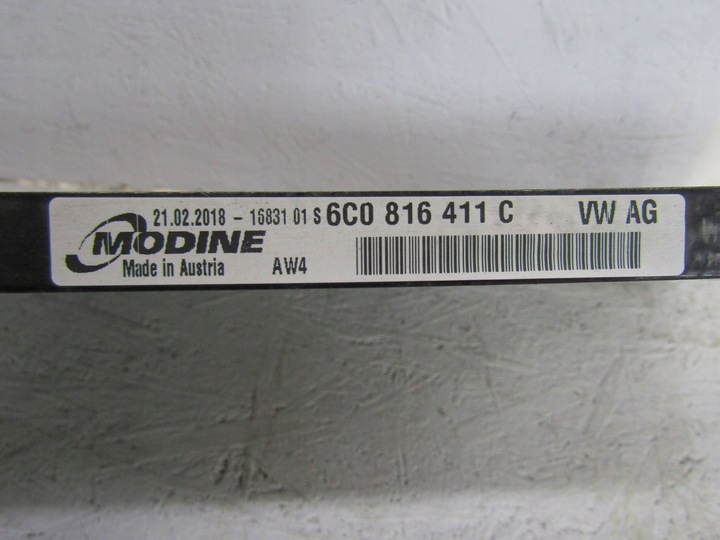 21.02.2018 - 16831 01 S 6C0 816 411 C VW AG
MODINE
Made in Austria AW4